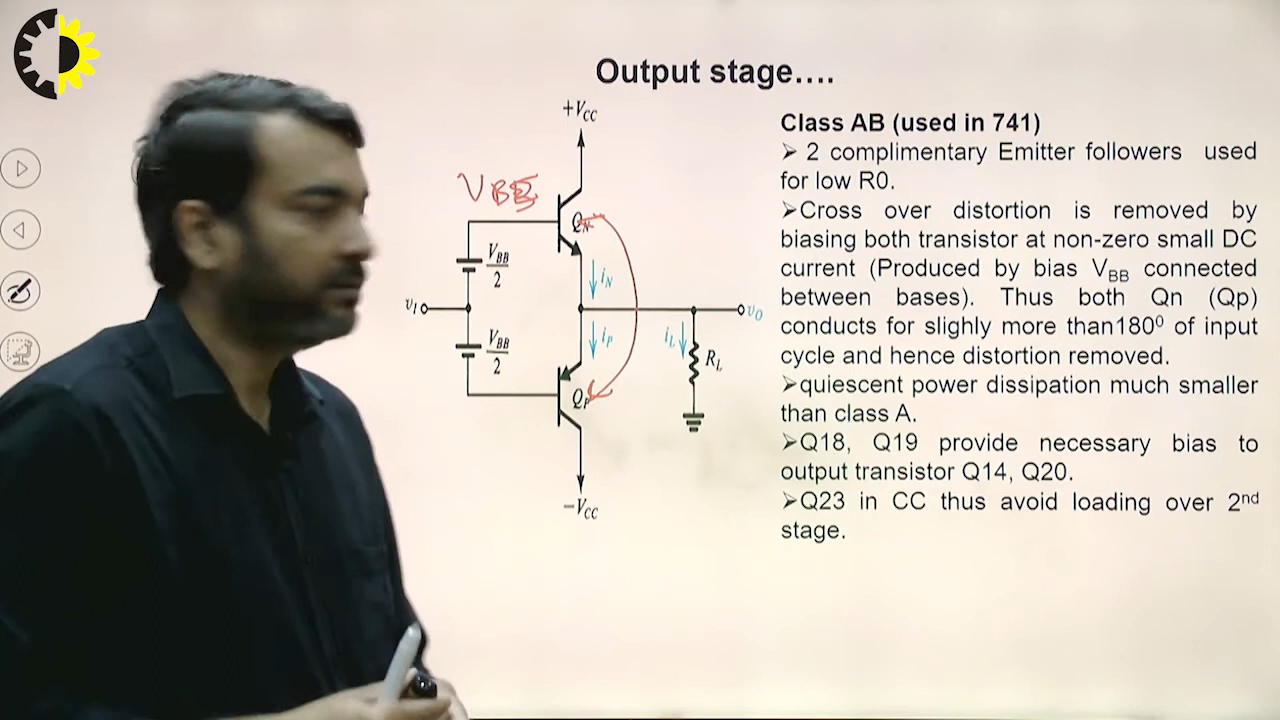 Output stage....
+VCC
Class AB (used in 741)
➢ 2 complimentary Emitter followers used
for low R0.
➢Cross over distortion is removed by
biasing both transistor at non-zero small DC
current (Produced by bias VBB connected
between bases). Thus both Qn (Qp)
conducts for slighly more than180⁰ of input
cycle and hence distortion removed.
➢quiescent power dissipation much smaller
than class A.
➢Q18, Q19 provide necessary bias to
output transistor Q14, Q20.
➢Q23 in CC thus avoid loading over 2nd
stage.
QN
VBB
2
iN
vI
vO
VBB
2
iP
iL
RL
QP
−VCC